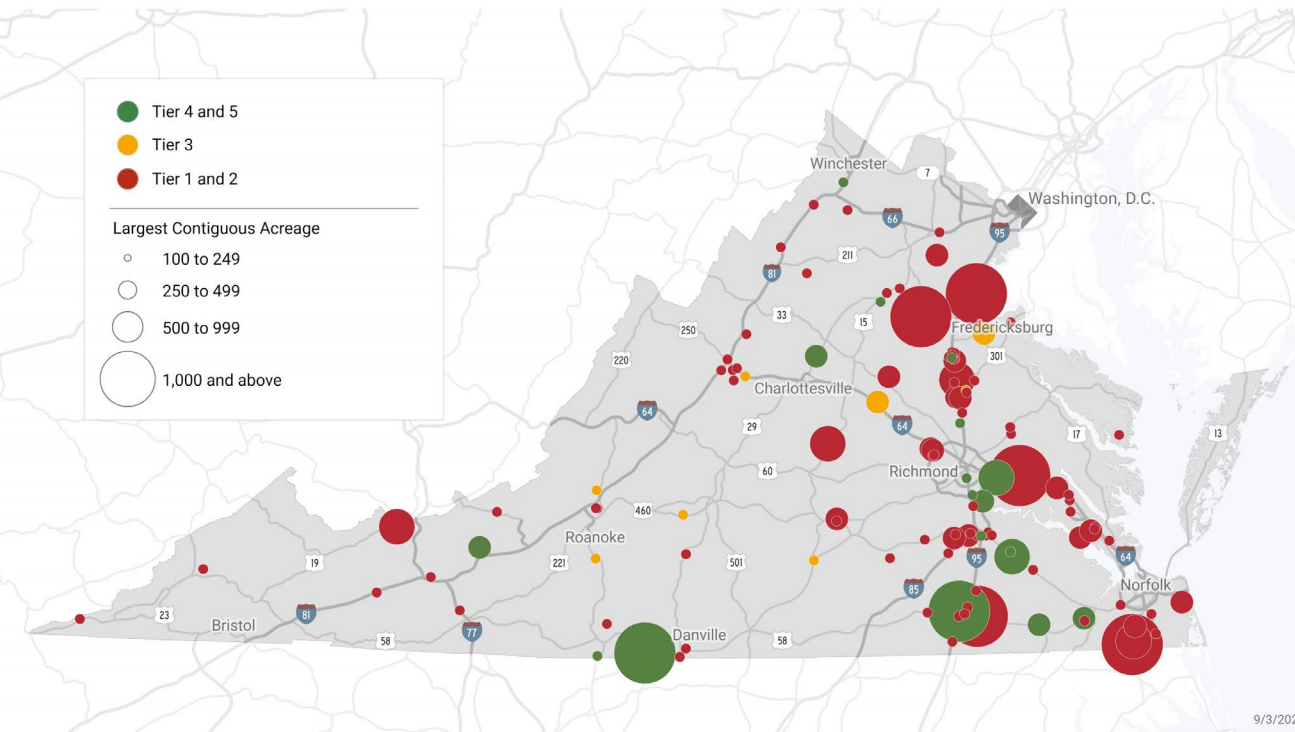 Tier 4 and 5
Tier 3
Tier 1 and 2
Largest Contiguous Acreage
100 to 249
250 to 499
500 to 999
1,000 and above
Winchester
7
Washington, D.C.
66
95
211
81
33
15
250
Fredericksburg
220
301
Charlottesville
64
29
64
17
13
60
Richmond
460
Roanoke
19
221
501
95
64
85
Norfolk
23
81
Bristol
77
58
Danville
58
9/3/202